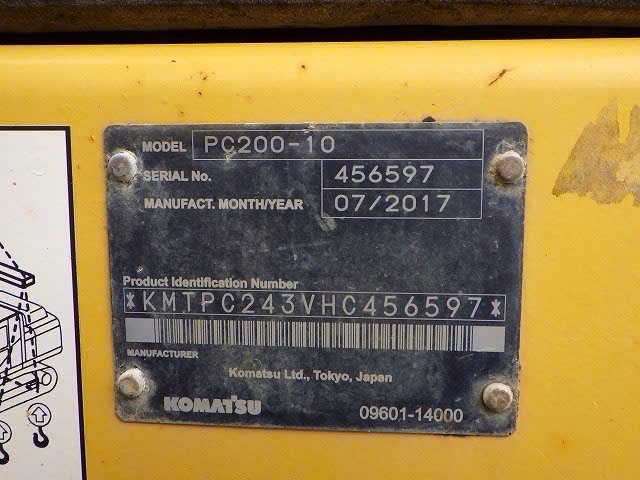 MODEL PC200-10
SERIAL No. 456597
MANUFACT. MONTH/YEAR 07/2017
Product Identification Number
*KMTPC243VHC456597*
MANUFACTURER
Komatsu Ltd., Tokyo, Japan
KOMATSU 09601-14000